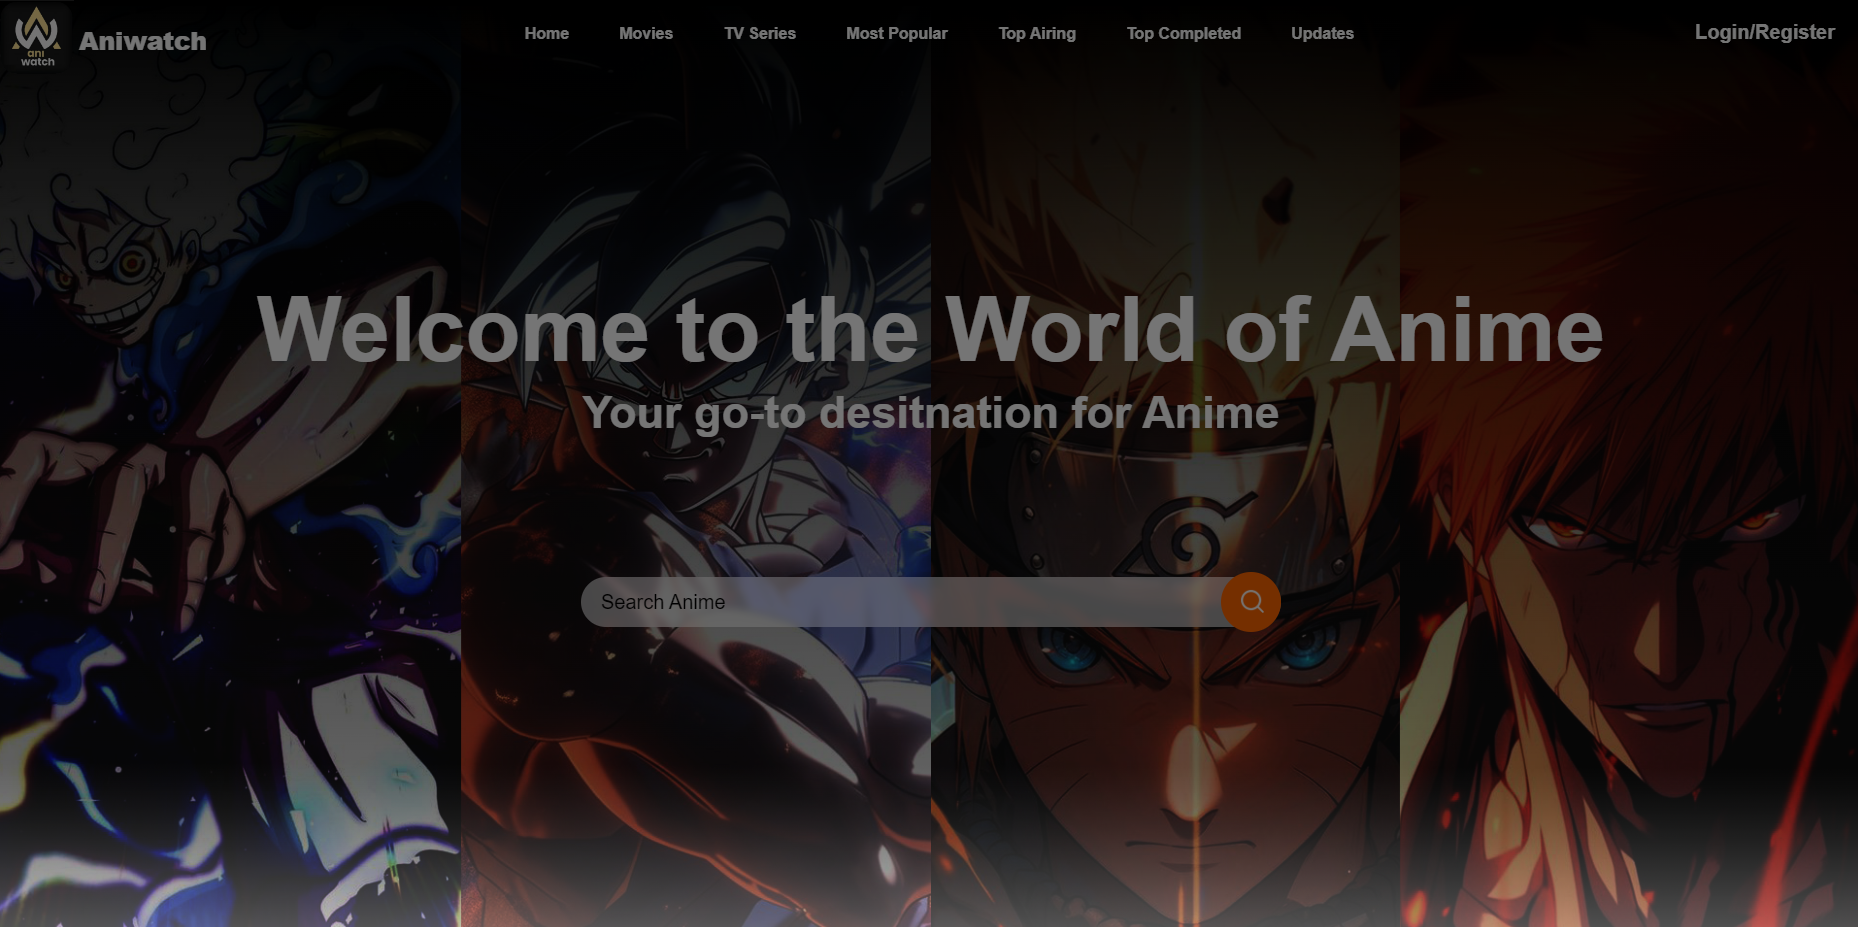 ani
watch
Aniwatch
Home
Movies
TV Series
Most Popular
Top Airing
Top Completed
Updates
Login/Register
Welcome to the World of Anime
Your go-to desitnation for Anime
Search Anime